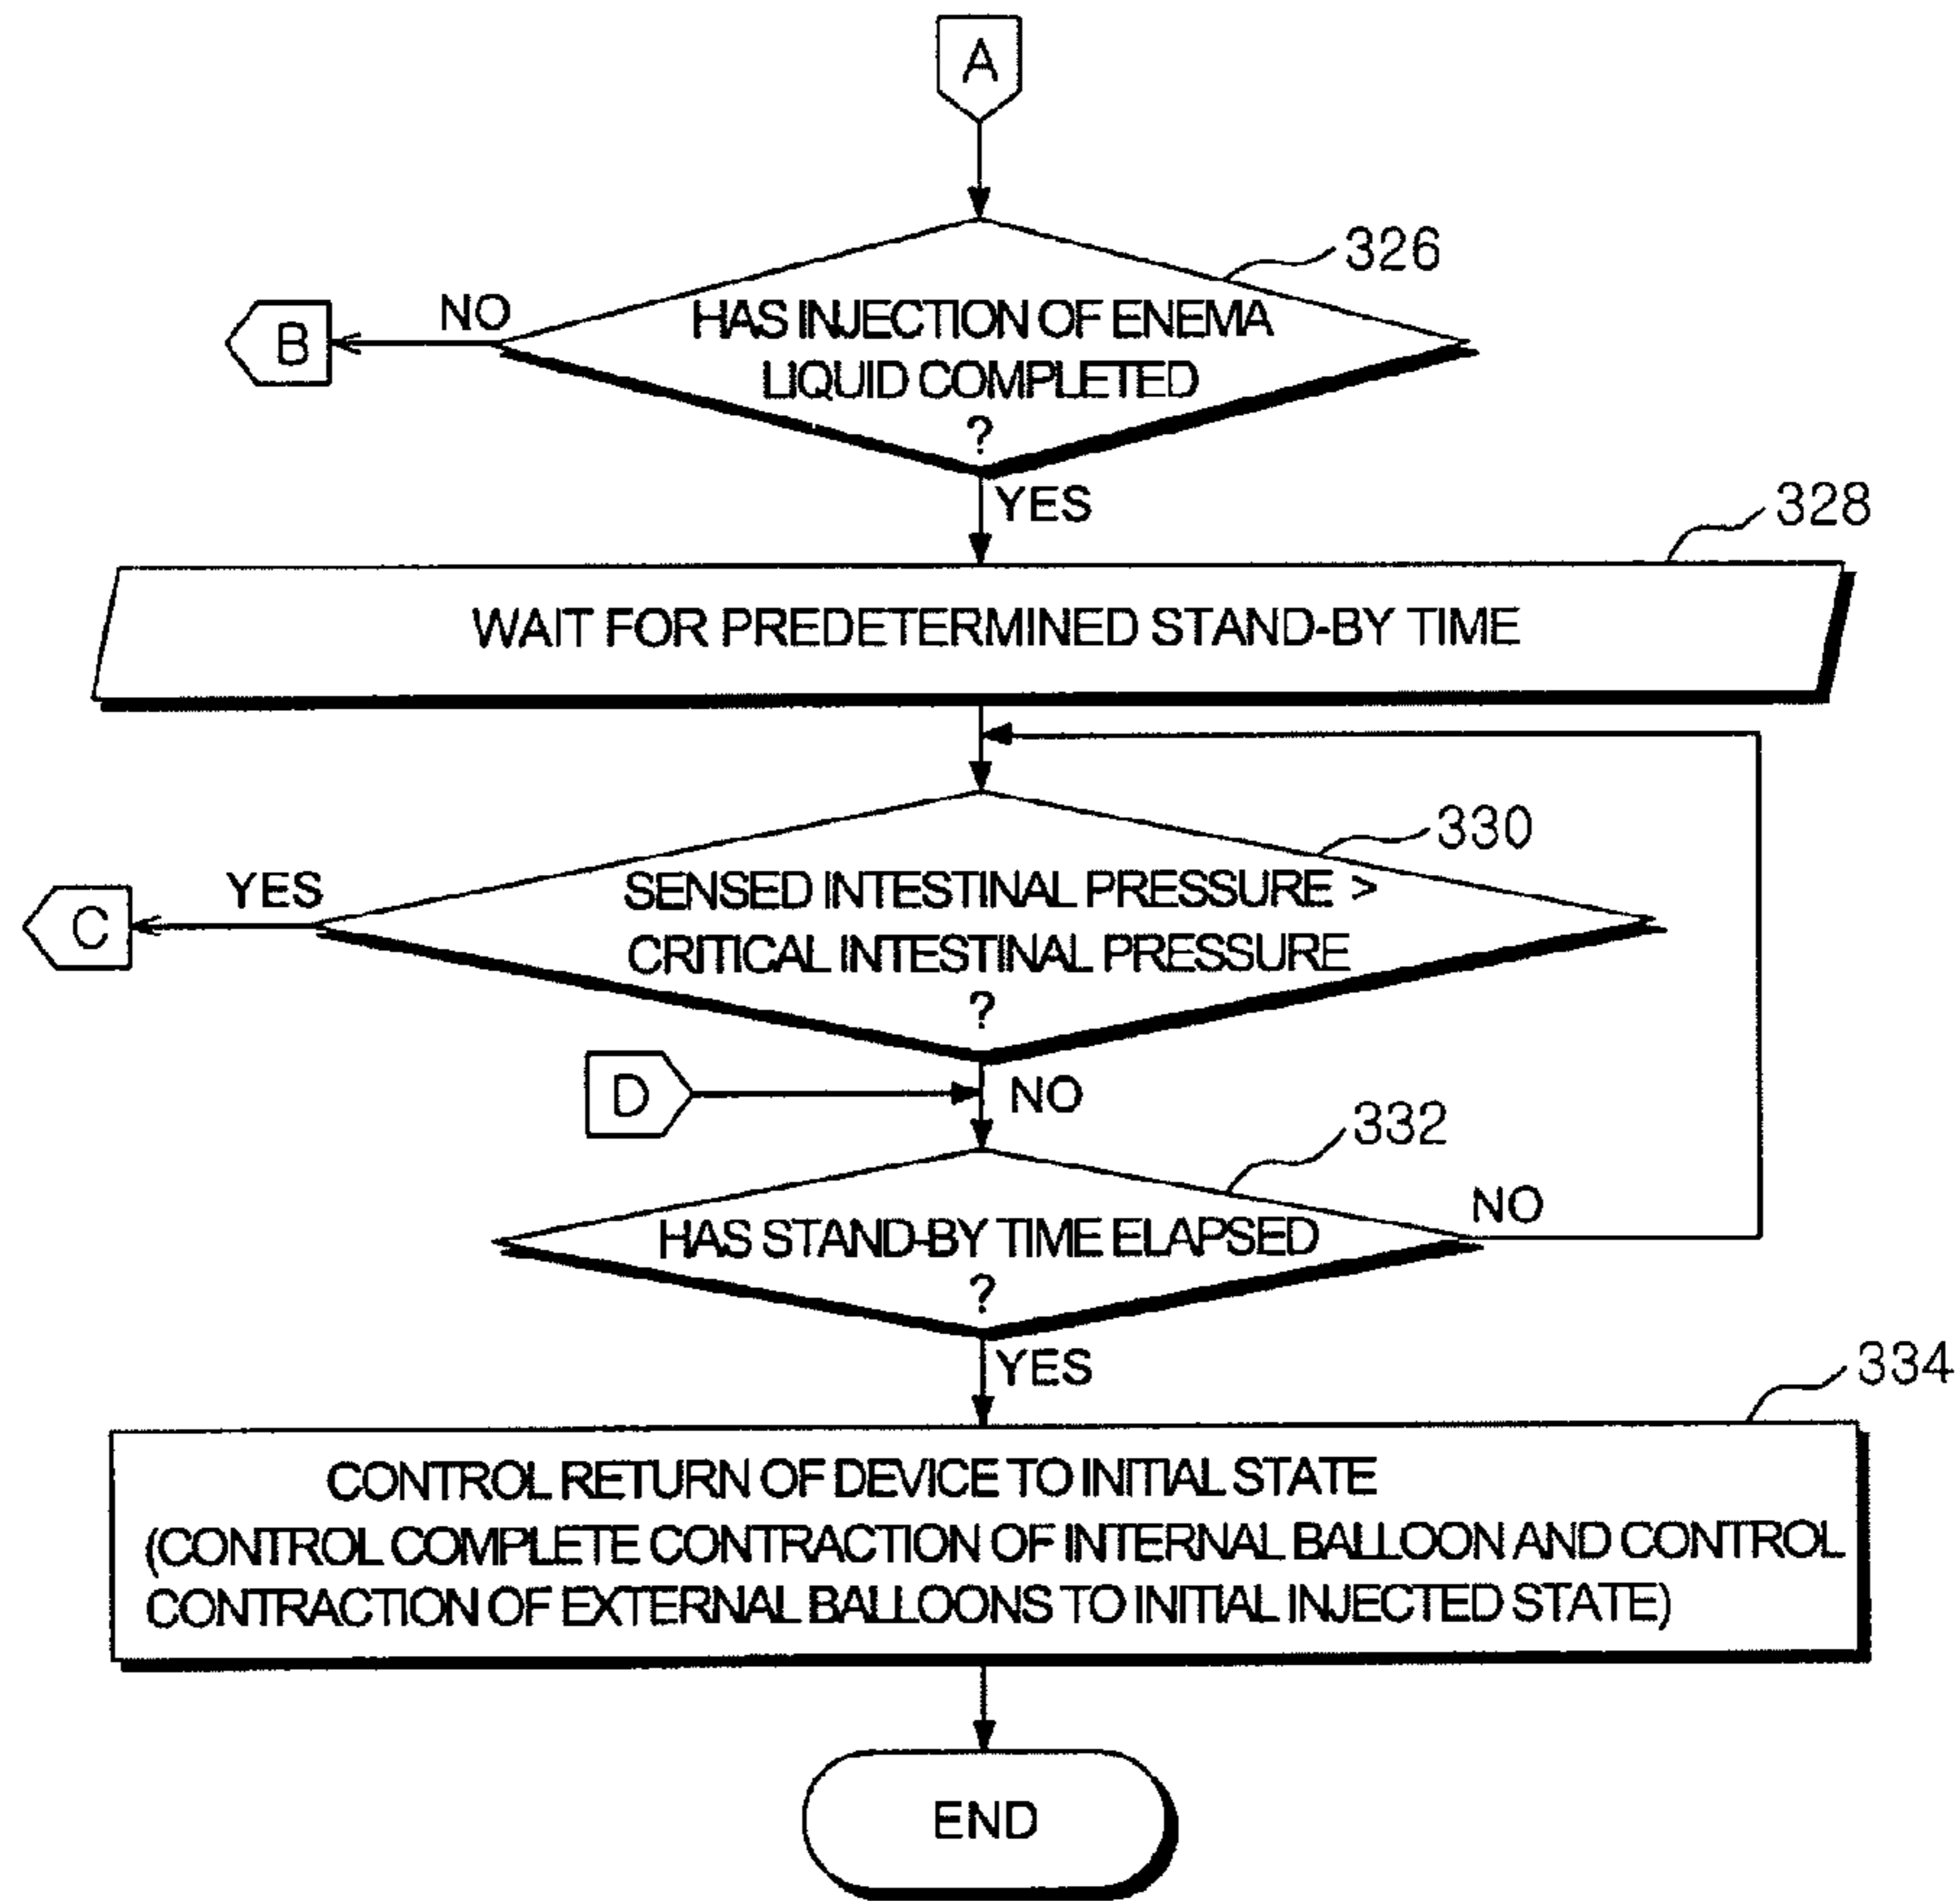 A
326
HAS INJECTION OF ENEMA
LIQUID COMPLETED
?
NO
B
YES
328
WAIT FOR PREDETERMINED STAND-BY TIME
330
SENSED INTESTINAL PRESSURE >
CRITICAL INTESTINAL PRESSURE
?
YES
C
NO
D
332
HAS STAND-BY TIME ELAPSED
?
NO
YES
334
CONTROL RETURN OF DEVICE TO INITIAL STATE
(CONTROL COMPLETE CONTRACTION OF INTERNAL BALLOON AND CONTROL
CONTRACTION OF EXTERNAL BALLOONS TO INITIAL INJECTED STATE)
END